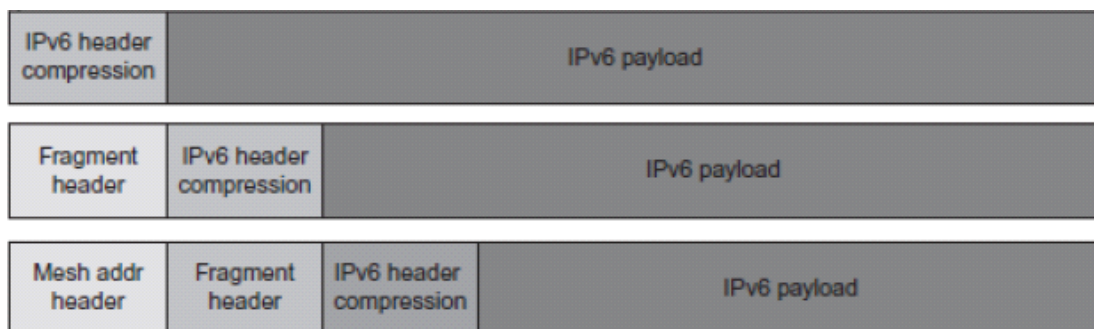 IPv6 header
compression
IPv6 payload
Fragment
header
IPv6 header
compression
IPv6 payload
Mesh addr
header
Fragment
header
IPv6 header
compression
IPv6 payload